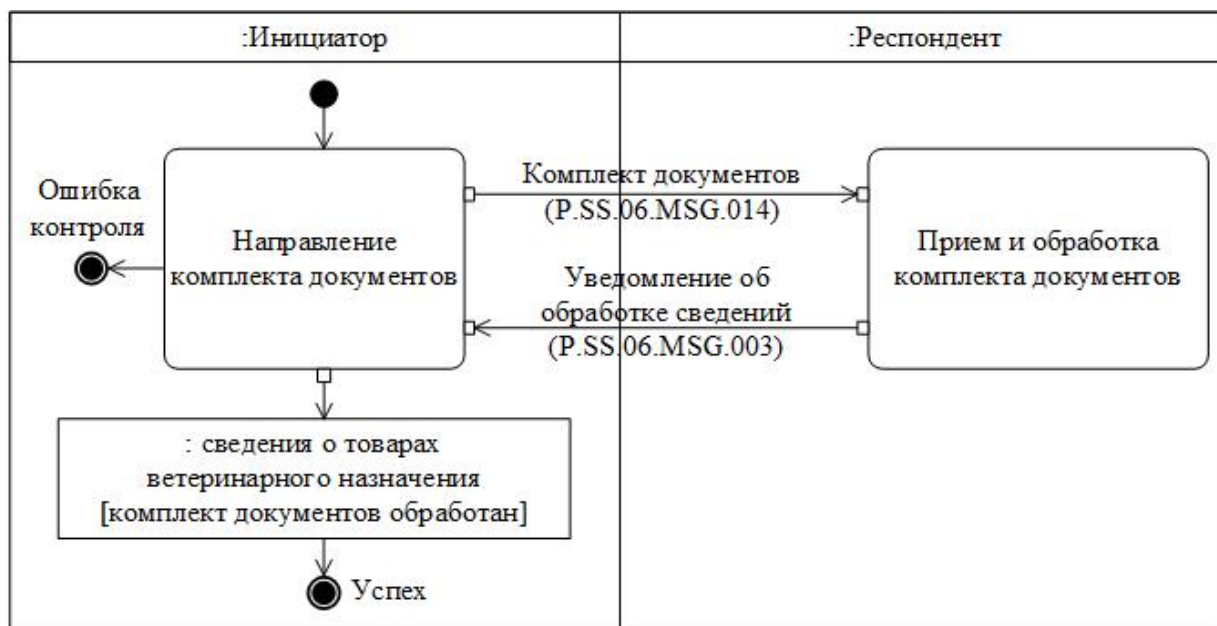 :Инициатор
:Респондент
Ошибка
контроля
Направление
комплекта документов
Комплект документов
(P.SS.06.MSG.014)
Уведомление об
обработке сведений
(P.SS.06.MSG.003)
Прием и обработка
комплекта документов
: сведения о товарах
ветеринарного назначения
[комплект документов обработан]
Успех